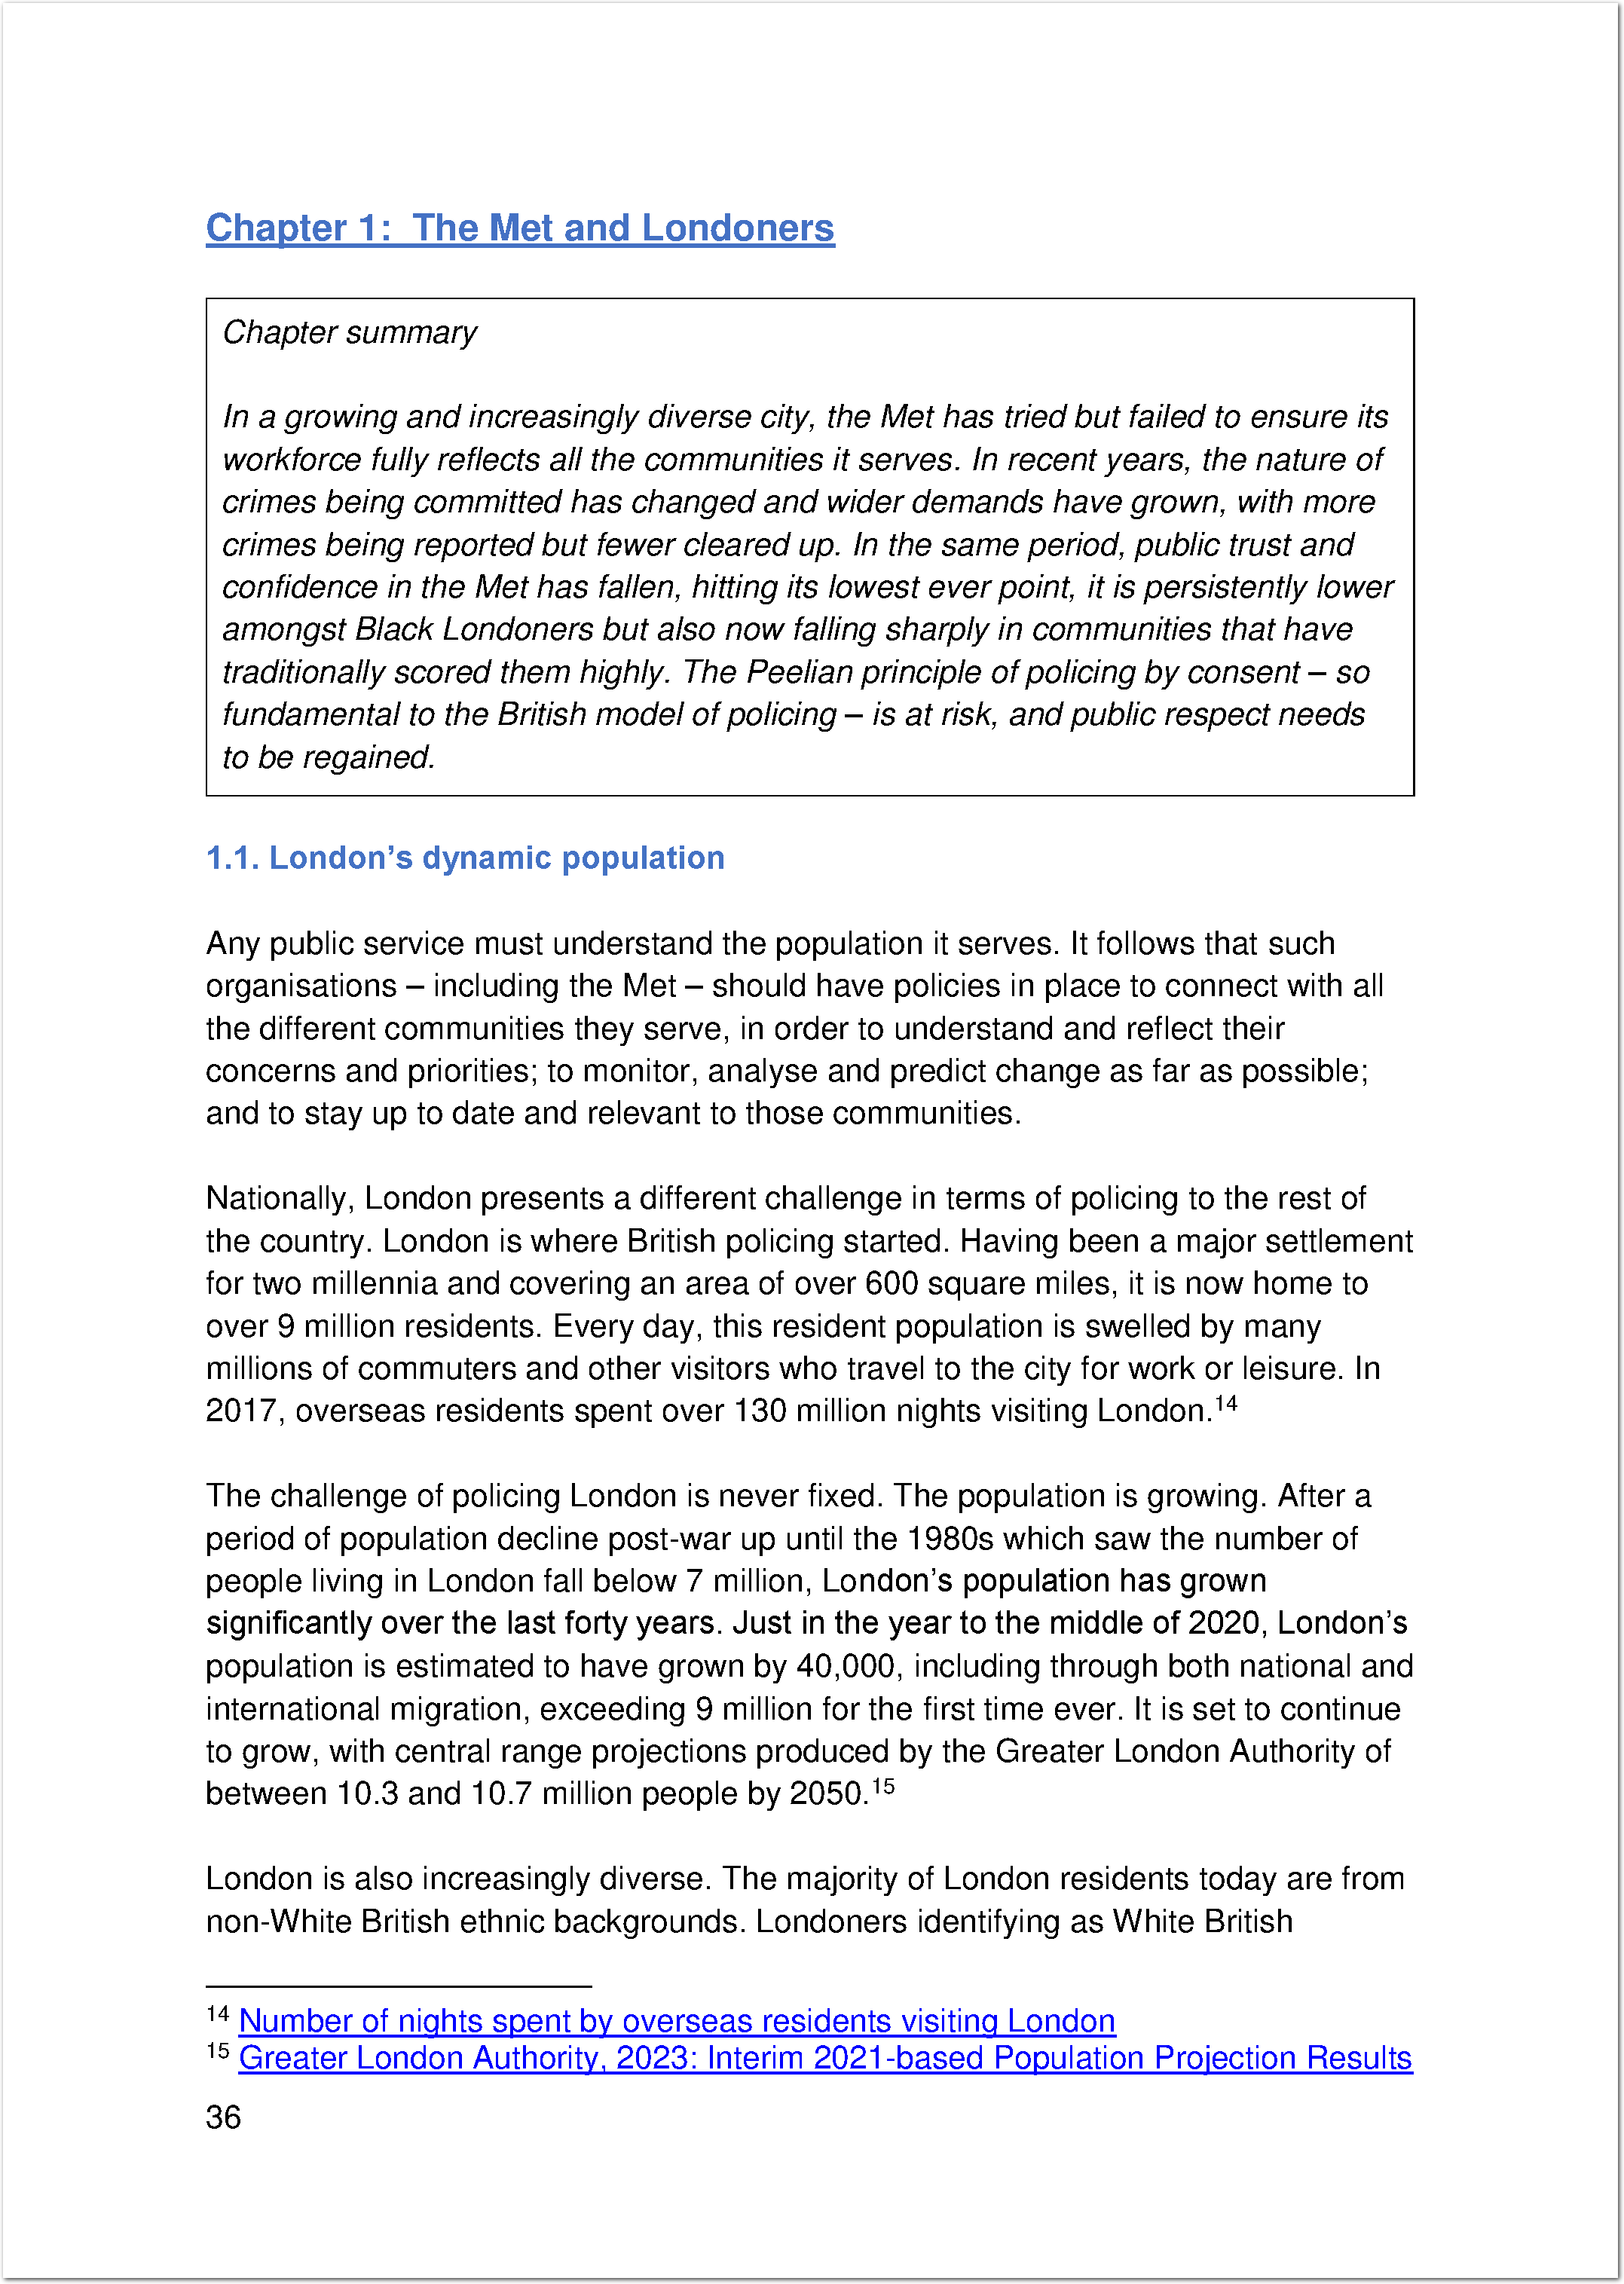 Chapter 1:  The Met and Londoners
Chapter summary
In a growing and increasingly diverse city, the Met has tried but failed to ensure its
workforce fully reflects all the communities it serves. In recent years, the nature of
crimes being committed has changed and wider demands have grown, with more
crimes being reported but fewer cleared up. In the same period, public trust and
confidence in the Met has fallen, hitting its lowest ever point, it is persistently lower
amongst Black Londoners but also now falling sharply in communities that have
traditionally scored them highly. The Peelian principle of policing by consent – so
fundamental to the British model of policing – is at risk, and public respect needs
to be regained.
1.1. London’s dynamic population
Any public service must understand the population it serves. It follows that such
organisations – including the Met – should have policies in place to connect with all
the different communities they serve, in order to understand and reflect their
concerns and priorities; to monitor, analyse and predict change as far as possible;
and to stay up to date and relevant to those communities.
Nationally, London presents a different challenge in terms of policing to the rest of
the country. London is where British policing started. Having been a major settlement
for two millennia and covering an area of over 600 square miles, it is now home to
over 9 million residents. Every day, this resident population is swelled by many
millions of commuters and other visitors who travel to the city for work or leisure. In
2017, overseas residents spent over 130 million nights visiting London.14
The challenge of policing London is never fixed. The population is growing. After a
period of population decline post-war up until the 1980s which saw the number of
people living in London fall below 7 million, London’s population has grown
significantly over the last forty years. Just in the year to the middle of 2020, London’s
population is estimated to have grown by 40,000, including through both national and
international migration, exceeding 9 million for the first time ever. It is set to continue
to grow, with central range projections produced by the Greater London Authority of
between 10.3 and 10.7 million people by 2050.15
London is also increasingly diverse. The majority of London residents today are from
non-White British ethnic backgrounds. Londoners identifying as White British
14 Number of nights spent by overseas residents visiting London
15 Greater London Authority, 2023: Interim 2021-based Population Projection Results
36